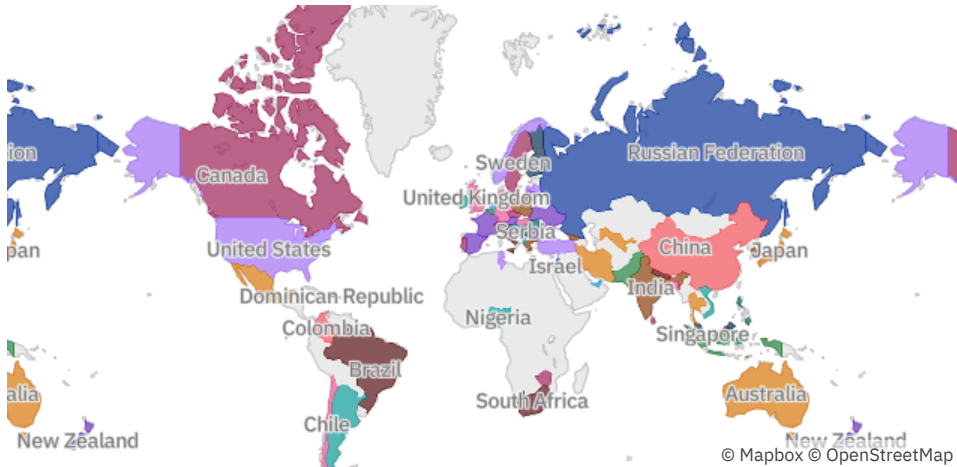 Sweden
ion
Russian Federation
Canada
United Kingdom
Serbia
pan
United States
China
Japan
Israel
India
Dominican Republic
Nigeria
Colombia
Singapore
Brazil
alia
South Africa
Australia
Chile
New Zealand
New Zealand
© Mapbox © OpenStreetMap